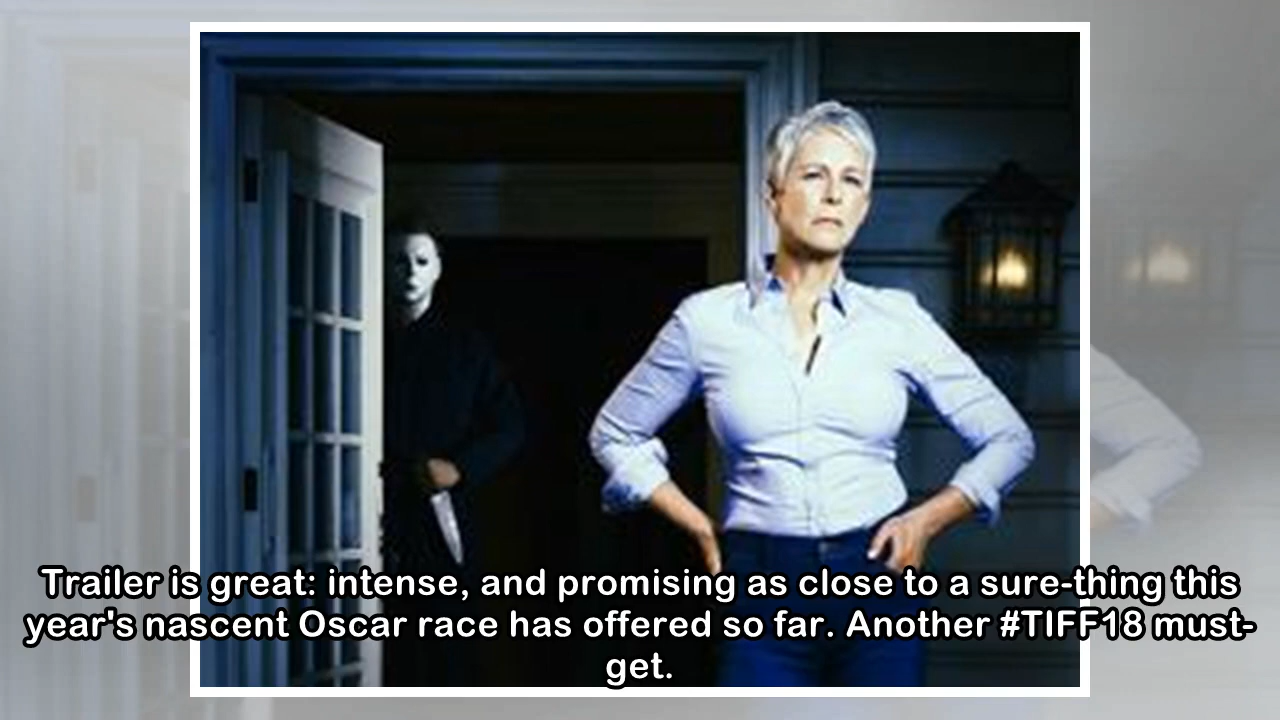 Trailer is great: intense, and promising as close to a sure-thing this
year's nascent Oscar race has offered so far. Another #TIFF18 must-
get.